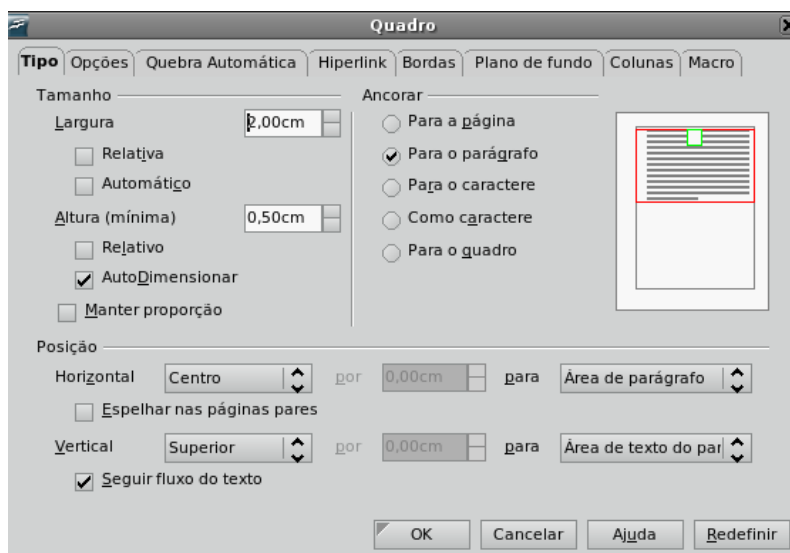 Quadro
Tipo Opções Quebra Automática Hiperlink Bordas Plano de fundo Colunas Macro
Tamanho
Largura 2,00cm
Relativa
Automático
Altura (mínima) 0,50cm
Relativo
AutoDimensionar
Manter proporção
Ancorar
Para a página
Para o parágrafo
Para o caractere
Como caractere
Para o quadro
Posição
Horizontal Centro por 0,00cm para Área de parágrafo
Espelhar nas páginas pares
Vertical Superior por 0,00cm para Área de texto do par
Seguir fluxo do texto
OK Cancelar Ajuda Redefinir